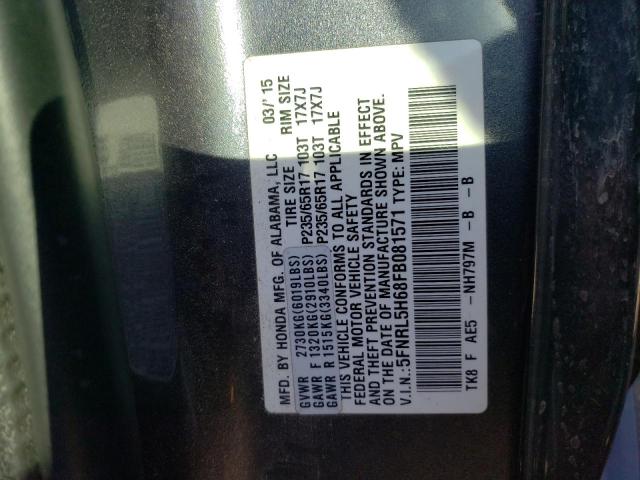 MFD. BY HONDA MFG. OF ALABAMA, LLC 03/'15
TIRE SIZE RIM SIZE
GVWR 2730KG(6019LBS)
GAWR F 1320KG(2910LBS) P235/65R17 103T 17X7J
GAWR R 1515KG(3340LBS) P235/65R17 103T 17X7J
THIS VEHICLE CONFORMS TO ALL APPLICABLE
FEDERAL MOTOR VEHICLE SAFETY
AND THEFT PREVENTION STANDARDS IN EFFECT
ON THE DATE OF MANUFACTURE SHOWN ABOVE.
V.I.N.: 5FNRL5H68FB081571 TYPE: MPV
TK8 F AE5 - NH797M - B - B